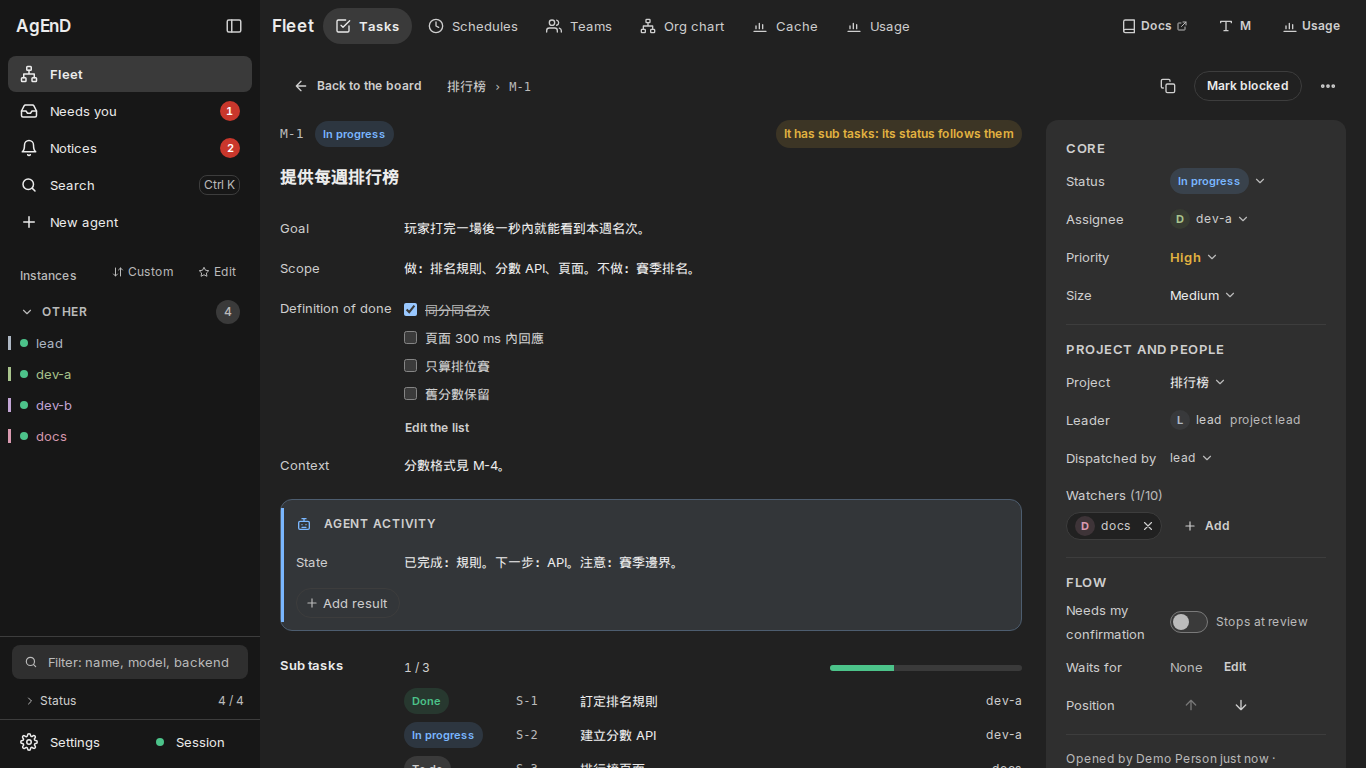 AgEnD
Fleet
Needs you 1
Notices 2
Search Ctrl K
New agent
Instances Custom Edit
OTHER 4
lead
dev-a
dev-b
docs
Filter: name, model, backend
Status 4 / 4
Settings Session
Fleet Tasks Schedules Teams Org chart Cache Usage Docs M Usage
Back to the board 排行榜 › M-1 Mark blocked
M-1 In progress It has sub tasks: its status follows them
提供每週排行榜
Goal 玩家打完一場後一秒內就能看到本週名次。
Scope 做：排名規則、分數 API、頁面。不做：賽季排名。
Definition of done 同分同名次
頁面 300 ms 內回應
只算排位賽
舊分數保留
Edit the list
Context 分數格式見 M-4。
AGENT ACTIVITY
State 已完成：規則。下一步：API。注意：賽季邊界。
Add result
Sub tasks 1 / 3
Done S-1 訂定排名規則 dev-a
In progress S-2 建立分數 API dev-a
To do S-3 排行榜頁面 docs
CORE
Status In progress
Assignee D dev-a
Priority High
Size Medium
PROJECT AND PEOPLE
Project 排行榜
Leader L lead project lead
Dispatched by lead
Watchers (1/10)
D docs Add
FLOW
Needs my confirmation Stops at review
Waits for None Edit
Position
Opened by Demo Person just now ·